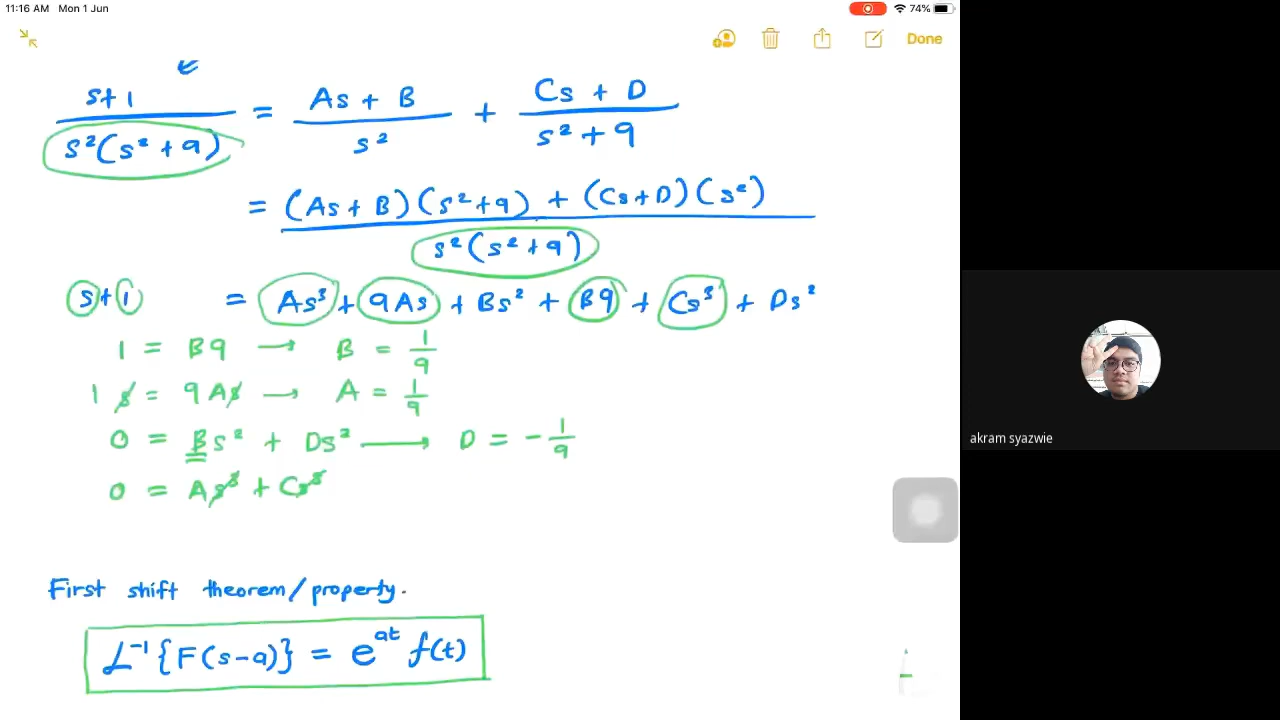 11:16 AM Mon 1 Jun 74%
Done
s+1 / s²(s²+9) = As + B / s² + Cs + D / s² + 9
= (As + B)(s²+9) + (Cs+D)(s²) / s²(s²+9)
s+1 = As³ + 9As + Bs² + B9 + Cs³ + Ds²
1 = B9 → B = 1/9
1 s = 9As → A = 1/9
0 = Bs² + Ds² → D = -1/9
0 = As³ + Cs³
First shift theorem/property.
ℒ⁻¹{F(s-a)} = e^at f(t)
akram syazwie